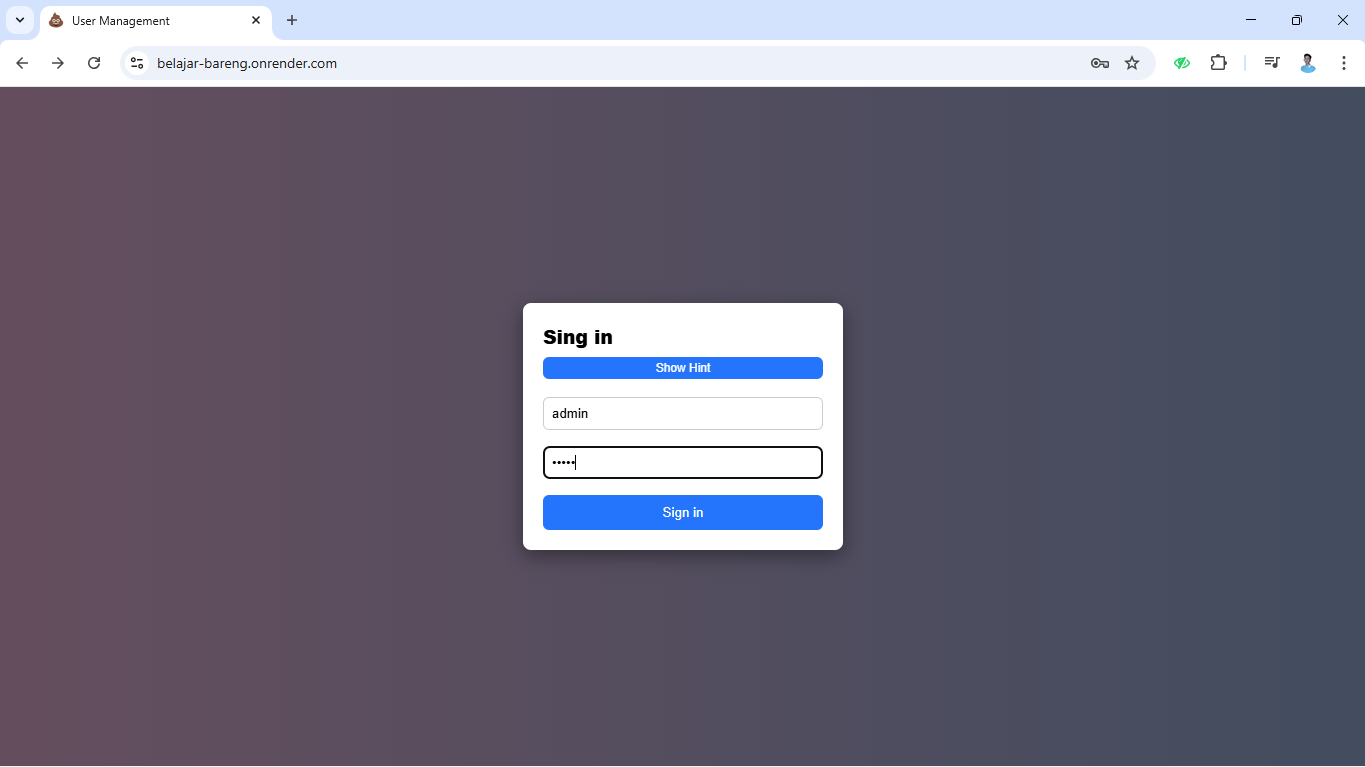 User Management
belajar-bareng.onrender.com
Sing in
Show Hint
admin
•••••
Sign in